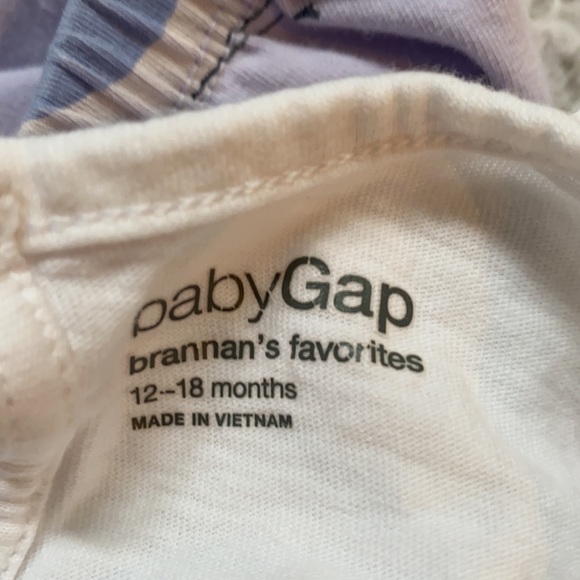 babyGap
brannan's favorites
12--18 months
MADE IN VIETNAM